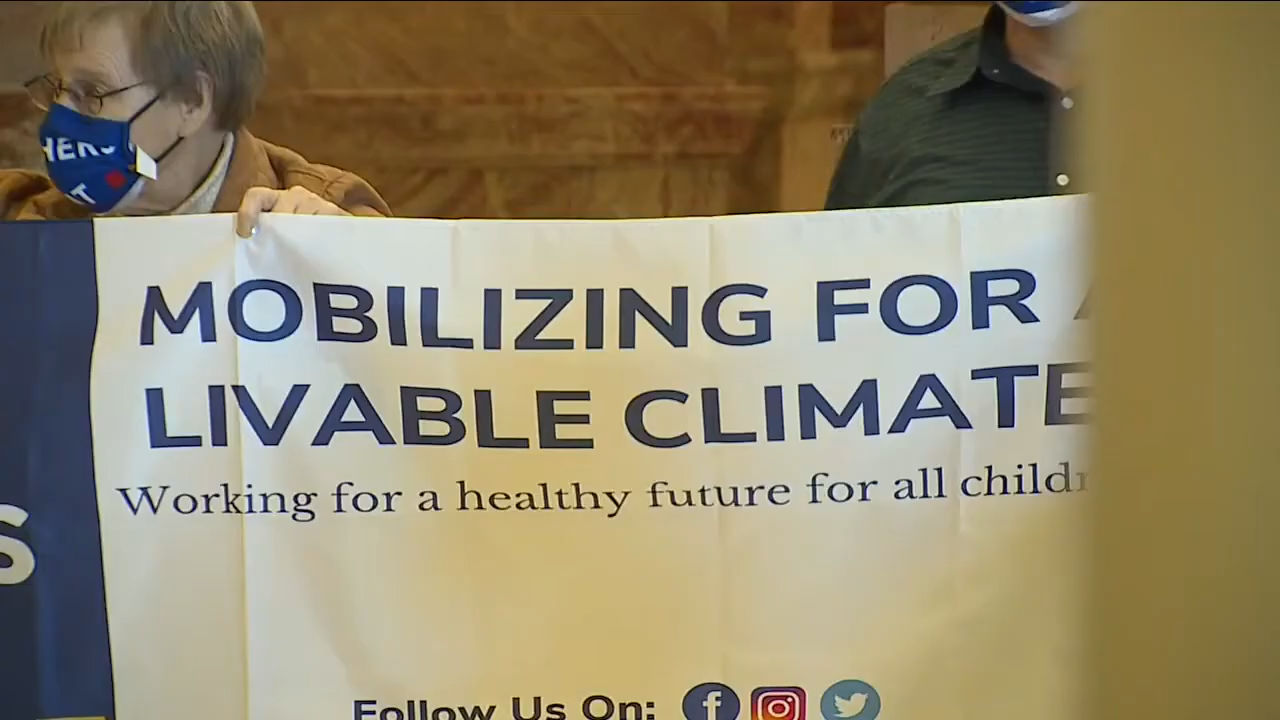 MOBILIZING FOR
LIVABLE CLIMATE
Working for a healthy future for all
S
Follow Us On: